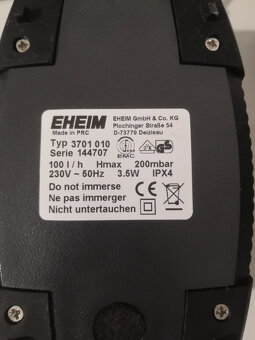 EHEIM
Made in PRC
EHEIM GmbH & Co. KG
Plochinger Straße 54
D-73779 Deizisau
Typ 3701 010
Serie 144707
EMC
GS
100 l / h Hmax 200mbar
230V ~ 50Hz 3.5W IPX4
Do not immerse
Ne pas immerger
Nicht untertauchen